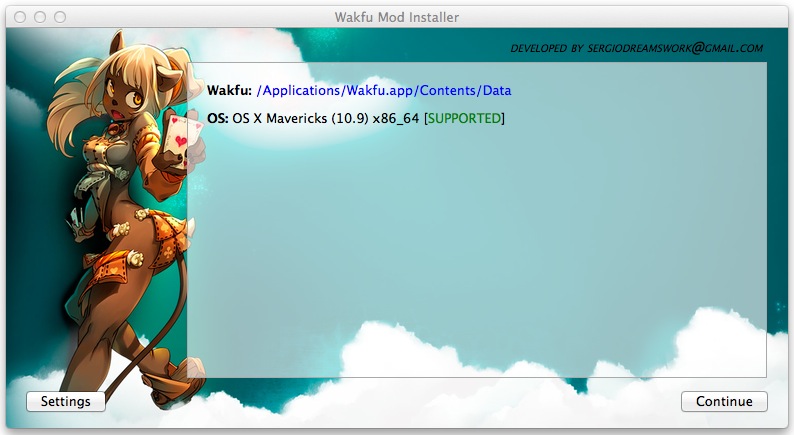 Wakfu Mod Installer
DEVELOPED BY SERGIODREAMSWORK@GMAIL.COM
Wakfu: /Applications/Wakfu.app/Contents/Data
OS: OS X Mavericks (10.9) x86_64 [SUPPORTED]
Settings
Continue